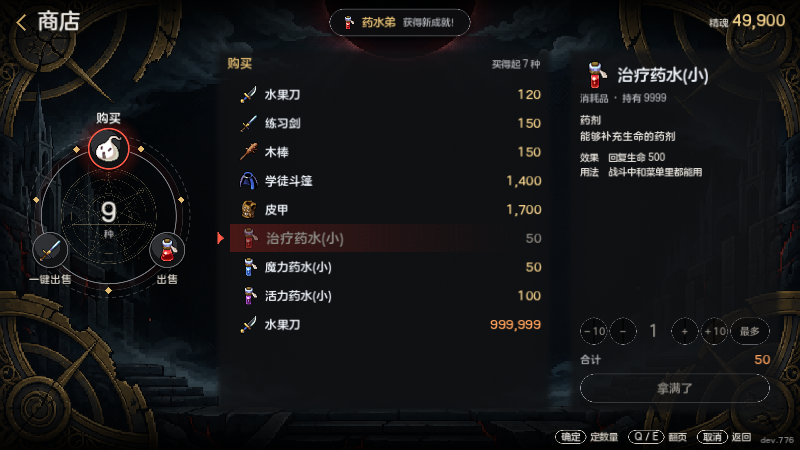 商店
药水弟 获得新成就!
精魂 49,900
购买
9
种
一键出售
出售
购买 买得起 7 种
水果刀 120
练习剑 150
木棒 150
学徒斗篷 1,400
皮甲 1,700
治疗药水(小) 50
魔力药水(小) 50
活力药水(小) 100
水果刀 999,999
治疗药水(小)
消耗品 · 持有 9999
药剂
能够补充生命的药剂
效果 回复生命 500
用法 战斗中和菜单里都能用
-10 - 1 + +10 最多
合计 50
拿满了
确定 定数量 Q / E 翻页 取消 返回 dev.776